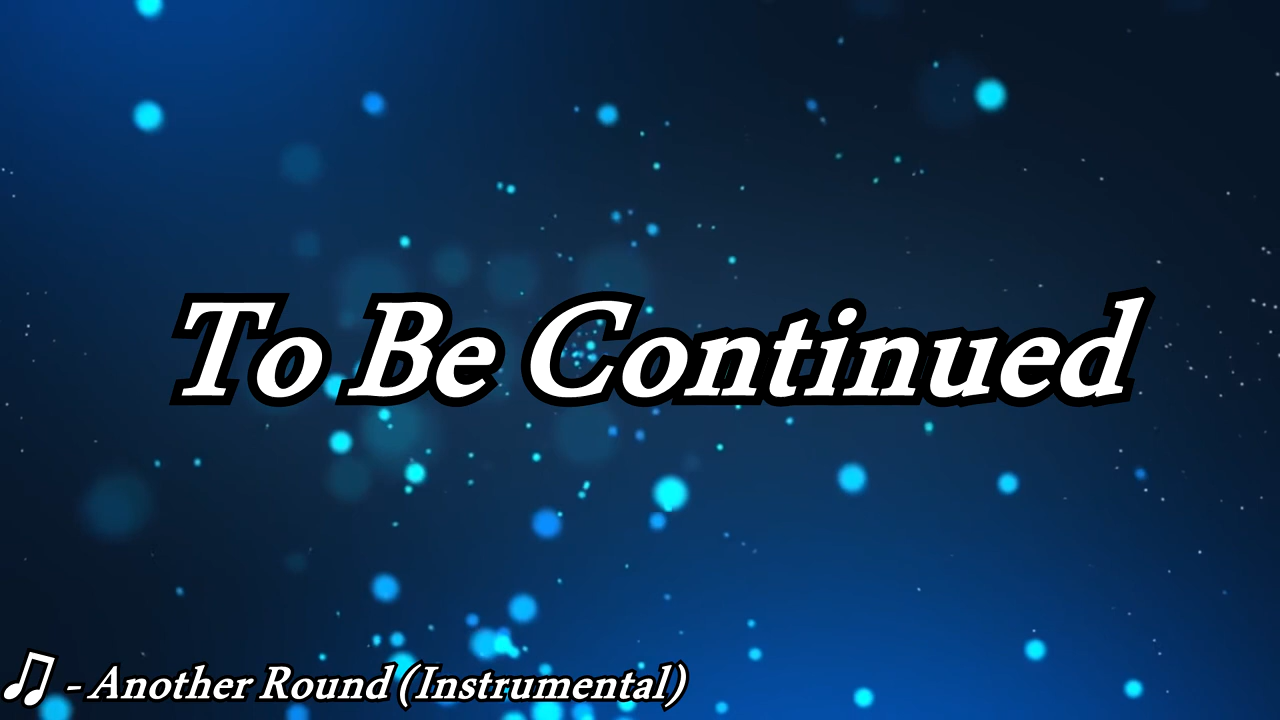 To Be Continued
♫ - Another Round (Instrumental)